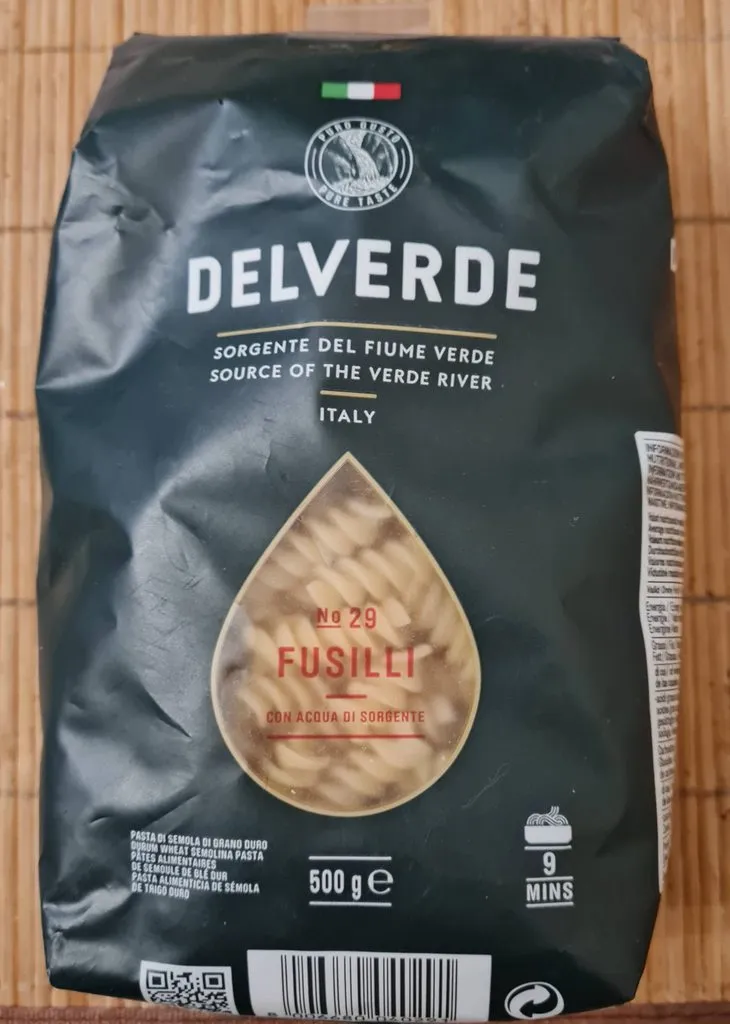 PURO GUSTO
PURE TASTE
DELVERDE
SORGENTE DEL FIUME VERDE
SOURCE OF THE VERDE RIVER
ITALY
No 29
FUSILLI
CON ACQUA DI SORGENTE
PASTA DI SEMOLA DI GRANO DURO
DURUM WHEAT SEMOLINA PASTA
PÂTES ALIMENTAIRES
DE SEMOULE DE BLÉ DUR
PASTA ALIMENTICIA DE SÉMOLA
DE TRIGO DURO
500 g e
9
MINS